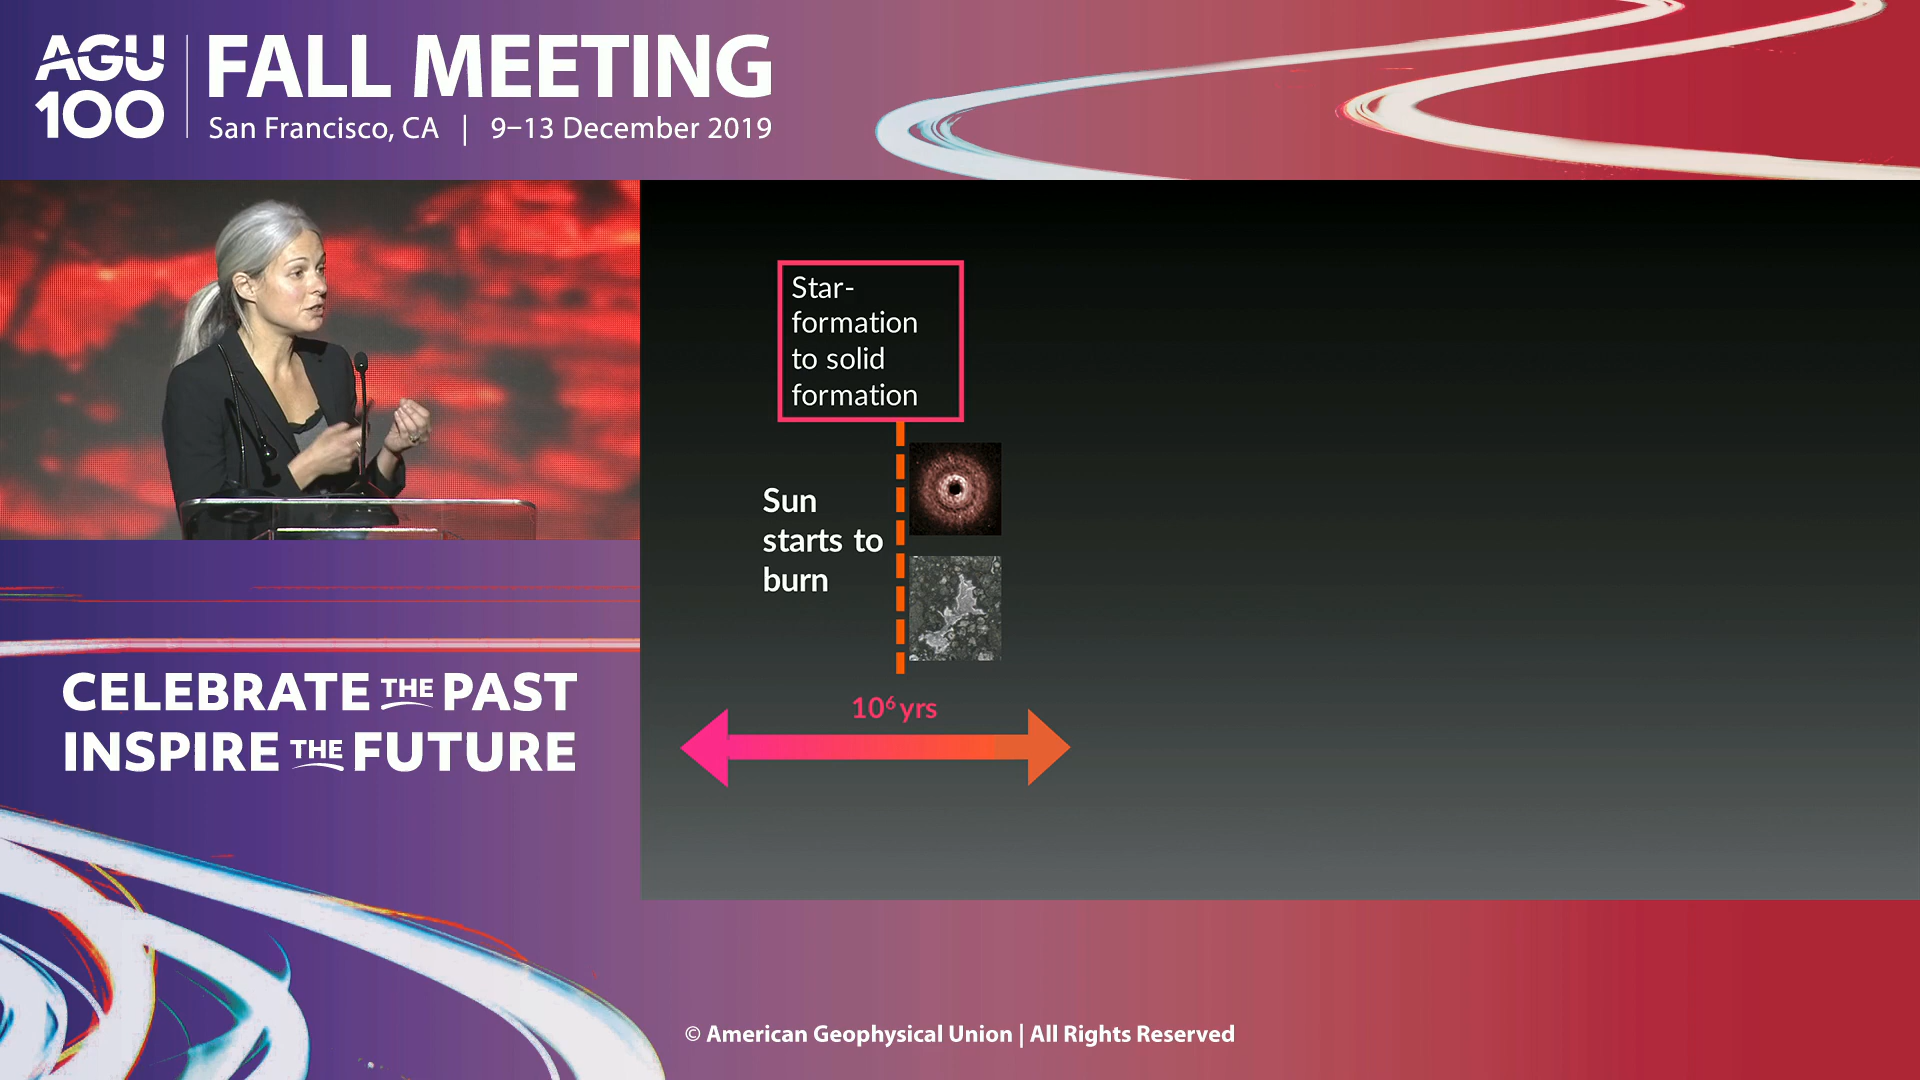 AGU
100
FALL MEETING
San Francisco, CA | 9–13 December 2019
Star-
formation
to solid
formation
Sun
starts to
burn
10⁶ yrs
CELEBRATE THE PAST
INSPIRE THE FUTURE
© American Geophysical Union | All Rights Reserved